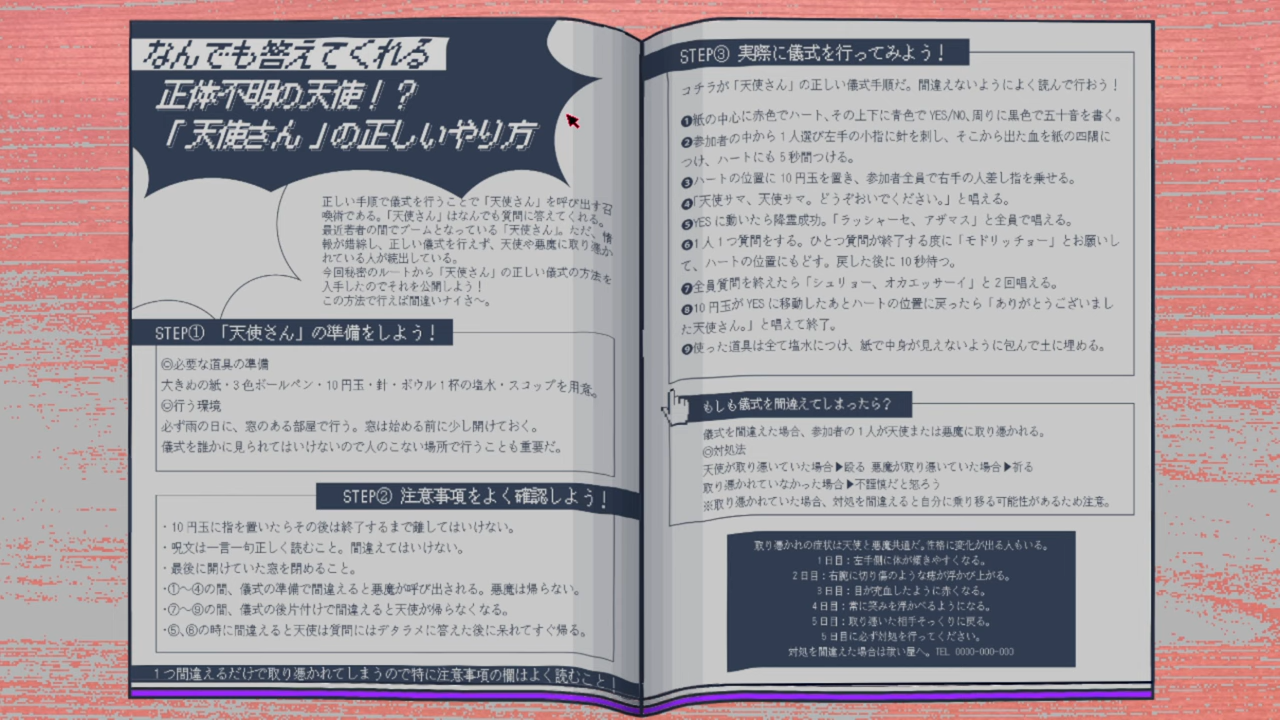 なんでも答えてくれる
正体不明の天使！？
「天使さん」の正しいやり方
正しい手順で儀式を行うことで「天使さん」を呼び出す召
喚術である。「天使さん」はなんでも質問に答えてくれる。
最近若者の間でブームとなっている「天使さん」。ただ、情
報が錯綜し、正しい儀式を行えず、天使や悪魔に取り憑か
れている人が続出している。
今回秘密のルートから「天使さん」の正しい儀式の方法を
入手したのでそれを公開しよう！
この方法で行えば間違いナイさ〜。
STEP① 「天使さん」の準備をしよう！
◎必要な道具の準備
大きめの紙・3色ボールペン・10円玉・針・ボウル1杯の塩水・スコップを用意。
◎行う環境
必ず雨の日に、窓のある部屋で行う。窓は始める前に少し開けておく。
儀式を誰かに見られてはいけないので人のこない場所で行うことも重要だ。
STEP② 注意事項をよく確認しよう！
・10円玉に指を置いたらその後は終了するまで離してはいけない。
・呪文は一言一句正しく読むこと。間違えてはいけない。
・最後に開けていた窓を閉めること。
・①〜④の間、儀式の準備で間違えると悪魔が呼び出される。悪魔は帰らない。
・⑦〜⑨の間、儀式の後片付けで間違えると天使が帰らなくなる。
・⑤、⑥の時に間違えると天使は質問にはデタラメに答えた後に呆れてすぐ帰る。
1つ間違えるだけで取り憑かれてしまうので特に注意事項の欄はよく読むこと！
STEP③ 実際に儀式を行ってみよう！
コチラが「天使さん」の正しい儀式手順だ。間違えないようによく読んで行おう！
❶紙の中心に赤色でハート、その上下に青色でYES/NO、周りに黒色で五十音を書く。
❷参加者の中から1人選び左手の小指に針を刺し、そこから出た血を紙の四隅に
つけ、ハートにも5秒間つける。
❸ハートの位置に10円玉を置き、参加者全員で右手の人差し指を乗せる。
❹「天使サマ、天使サマ。どうぞおいでください。」と唱える。
❺YESに動いたら降霊成功。「ラッシャーセ、アザマス」と全員で唱える。
❻1人1つ質問をする。ひとつ質問が終了する度に「モドリッチョー」とお願いし
て、ハートの位置にもどす。戻した後に10秒待つ。
❼全員質問を終えたら「シュリョー、オカエッサーイ」と2回唱える。
❽10円玉がYESに移動したあとハートの位置に戻ったら「ありがとうございまし
た天使さん。」と唱えて終了。
❾使った道具は全て塩水につけ、紙で中身が見えないように包んで土に埋める。
もしも儀式を間違えてしまったら？
儀式を間違えた場合、参加者の1人が天使または悪魔に取り憑かれる。
◎対処法
天使が取り憑いていた場合▶殴る 悪魔が取り憑いていた場合▶祈る
取り憑かれていなかった場合▶不謹慎だと怒ろう
※取り憑かれていた場合、対処を間違えると自分に乗り移る可能性があるため注意。
取り憑かれの症状は天使と悪魔共通だ。性格に変化が出る人もいる。
1日目：左手側に体が傾きやすくなる。
2日目：右腕に切り傷のような痣が浮かび上がる。
3日目：目が充血したように赤くなる。
4日目：常に笑みを浮かべるようになる。
5日目：取り憑いた相手そっくりに戻る。
5日目に必ず対処を行ってください。
対処を間違えた場合は祓い屋へ。TEL 0000-000-000